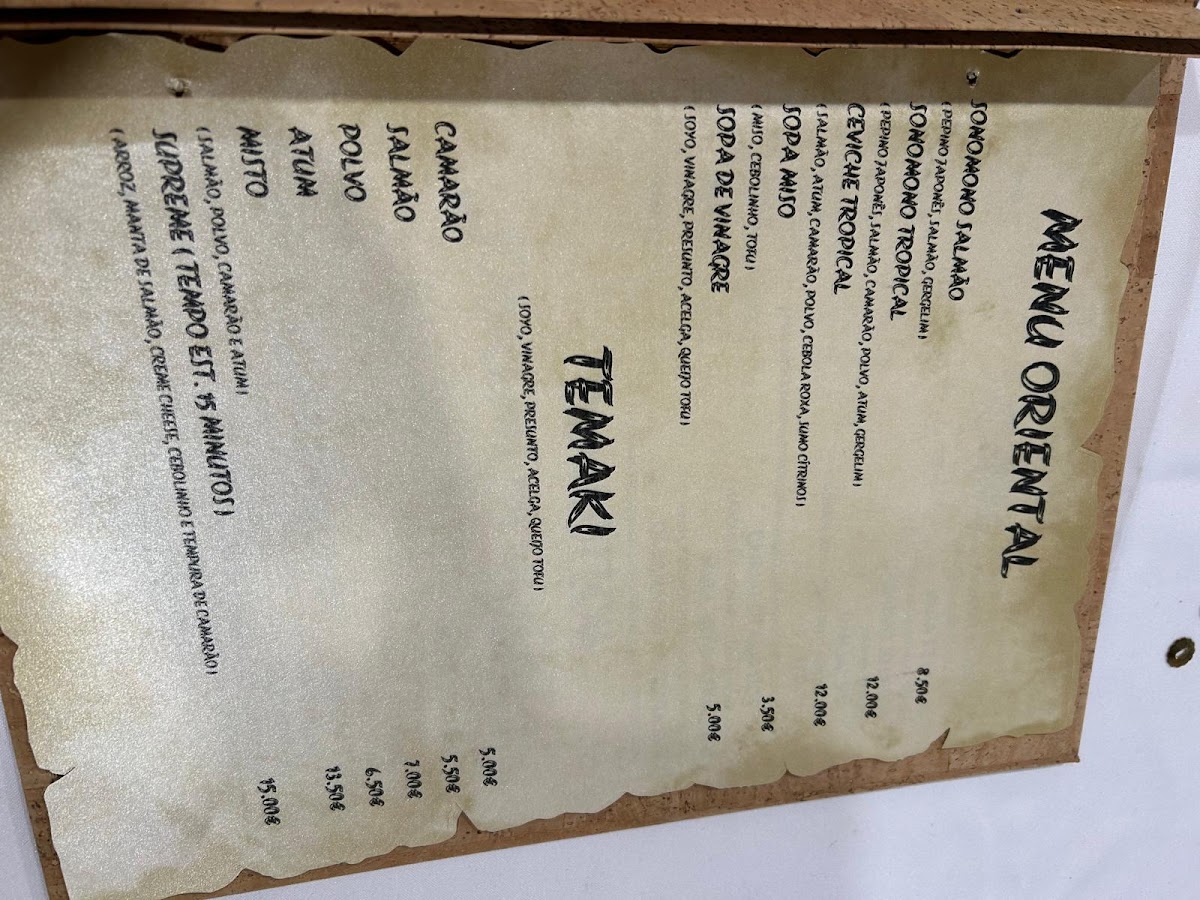 MENU ORIENTAL
SONOMONO SALMÃO 8.50€
( PEPINO JAPONÊS, SALMÃO, GERGELIM )
SONOMONO TROPICAL 12.00€
( PEPINO JAPONÊS, SALMÃO, CAMARÃO, POLVO, ATUM, GERGELIM )
CEVICHE TROPICAL 12.00€
( SALMÃO, ATUM, CAMARÃO, POLVO, CEBOLA ROXA, SUMO CÍTRINOS )
SOPA MISO 3.50€
( MISO, CEBOLINHO, TOFU )
SOPA DE VINAGRE 5.00€
( SOYO, VINAGRE, PRESUNTO, ACELGA, QUEIJO TOFU )
TEMAKI
( SOYO, VINAGRE, PRESUNTO, ACELGA, QUEIJO TOFU )
CAMARÃO 5.00€
SALMÃO 5.50€
POLVO 7.00€
ATUM 6.50€
MISTO 13.50€
( SALMÃO, POLVO, CAMARÃO E ATUM )
SUPREME ( TEMPO EST. 15 MINUTOS ) 15.00€
( ARROZ, MANTA DE SALMÃO, CREME CHEESE, CEBOLINHO E TEMPURA DE CAMARÃO )